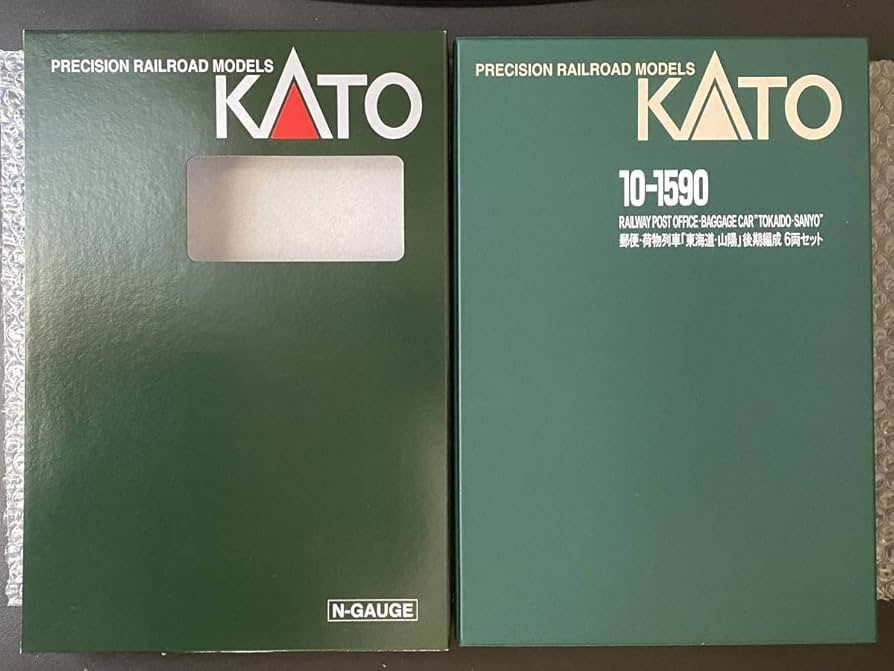 PRECISION RAILROAD MODELS
KATO
N-GAUGE
PRECISION RAILROAD MODELS
KATO
10-1590
RAILWAY POST OFFICE・BAGGAGE CAR"TOKAIDO・SANYO"
郵便・荷物列車「東海道・山陽」後期編成 6両セット